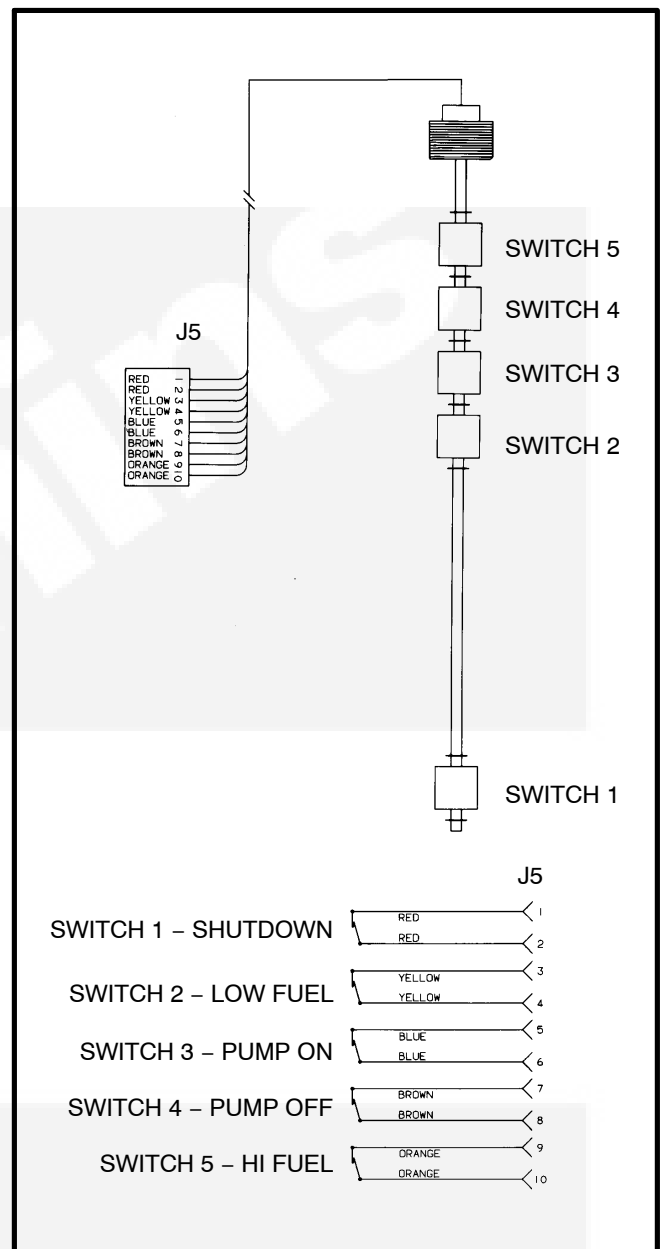 SWITCH 5
SWITCH 4
J5
SWITCH 3
RED 1
RED 2
YELLOW 3
YELLOW 4
BLUE 5
BLUE 6
BROWN 7
BROWN 8
ORANGE 9
ORANGE 10
SWITCH 2
SWITCH 1
J5
SWITCH 1 – SHUTDOWN
RED 1
RED 2
SWITCH 2 – LOW FUEL
YELLOW 3
YELLOW 4
SWITCH 3 – PUMP ON
BLUE 5
BLUE 6
SWITCH 4 – PUMP OFF
BROWN 7
BROWN 8
SWITCH 5 – HI FUEL
ORANGE 9
ORANGE 10